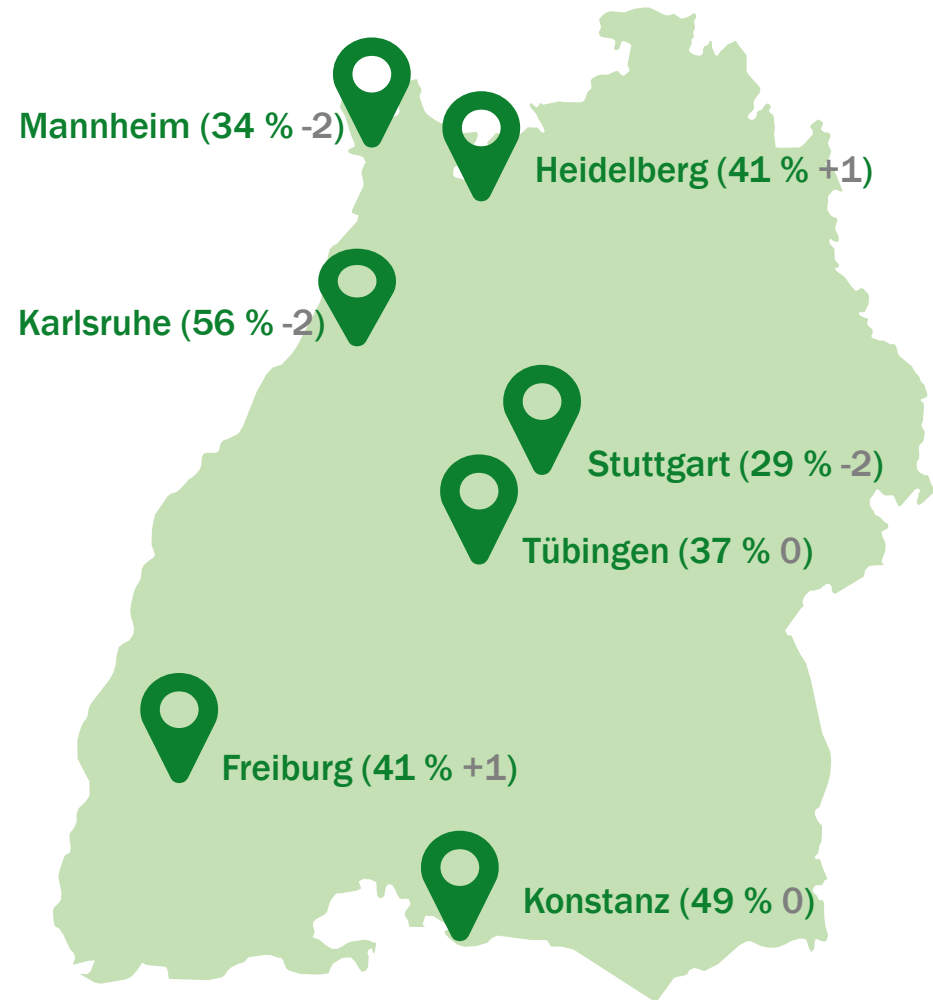 Mannheim (34 % -2)
Heidelberg (41 % +1)
Karlsruhe (56 % -2)
Stuttgart (29 % -2)
Tübingen (37 % 0)
Freiburg (41 % +1)
Konstanz (49 % 0)